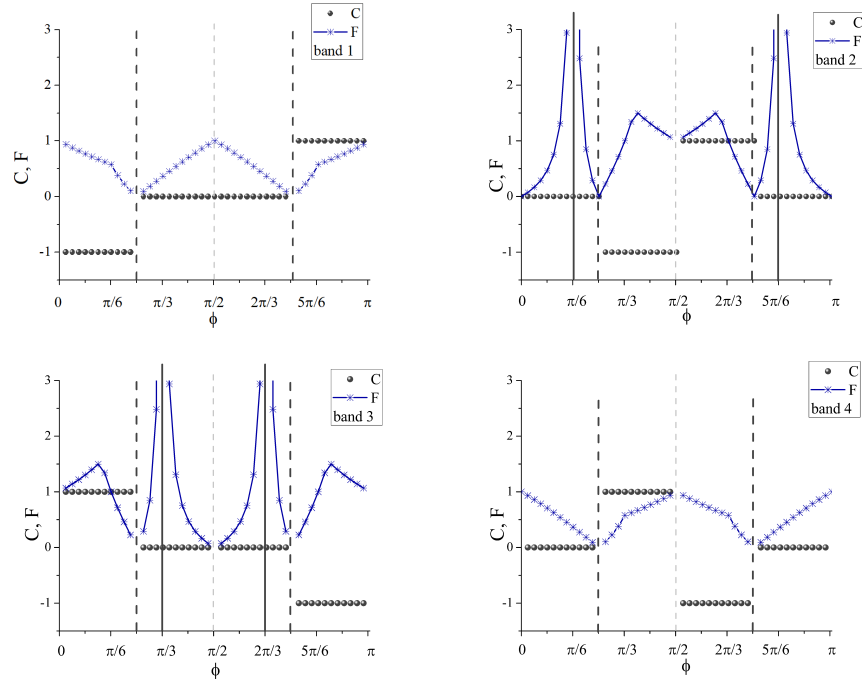 C
F
band 1
3
2
1
0
-1
C, F
0
π/6
π/3
π/2
2π/3
5π/6
π
ϕ
C
F
band 2
3
2
1
0
-1
C, F
0
π/6
π/3
π/2
2π/3
5π/6
π
ϕ
C
F
band 3
3
2
1
0
-1
C, F
0
π/6
π/3
π/2
2π/3
5π/6
π
ϕ
C
F
band 4
3
2
1
0
-1
C, F
0
π/6
π/3
π/2
2π/3
5π/6
π
ϕ